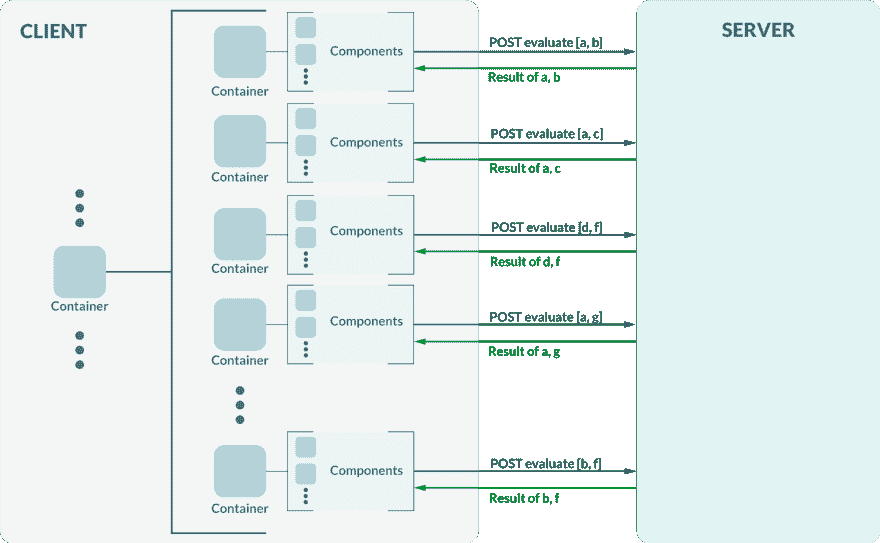 CLIENT
SERVER
Components
Container
POST evaluate [a, b]
Result of a, b
Components
Container
POST evaluate [a, c]
Result of a, c
Components
Container
POST evaluate [d, f]
Result of d, f
Container
Components
Container
POST evaluate [a, g]
Result of a, g
Components
Container
POST evaluate [b, f]
Result of b, f